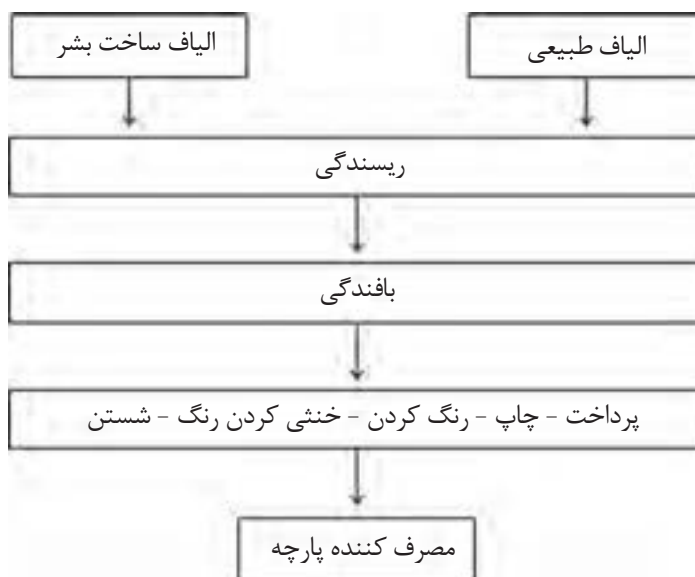 الیاف طبیعی
الیاف ساخت بشر
ریسندگی
بافندگی
پرداخت - چاپ - رنگ کردن - خنثی کردن رنگ - شستن
مصرف کننده پارچه